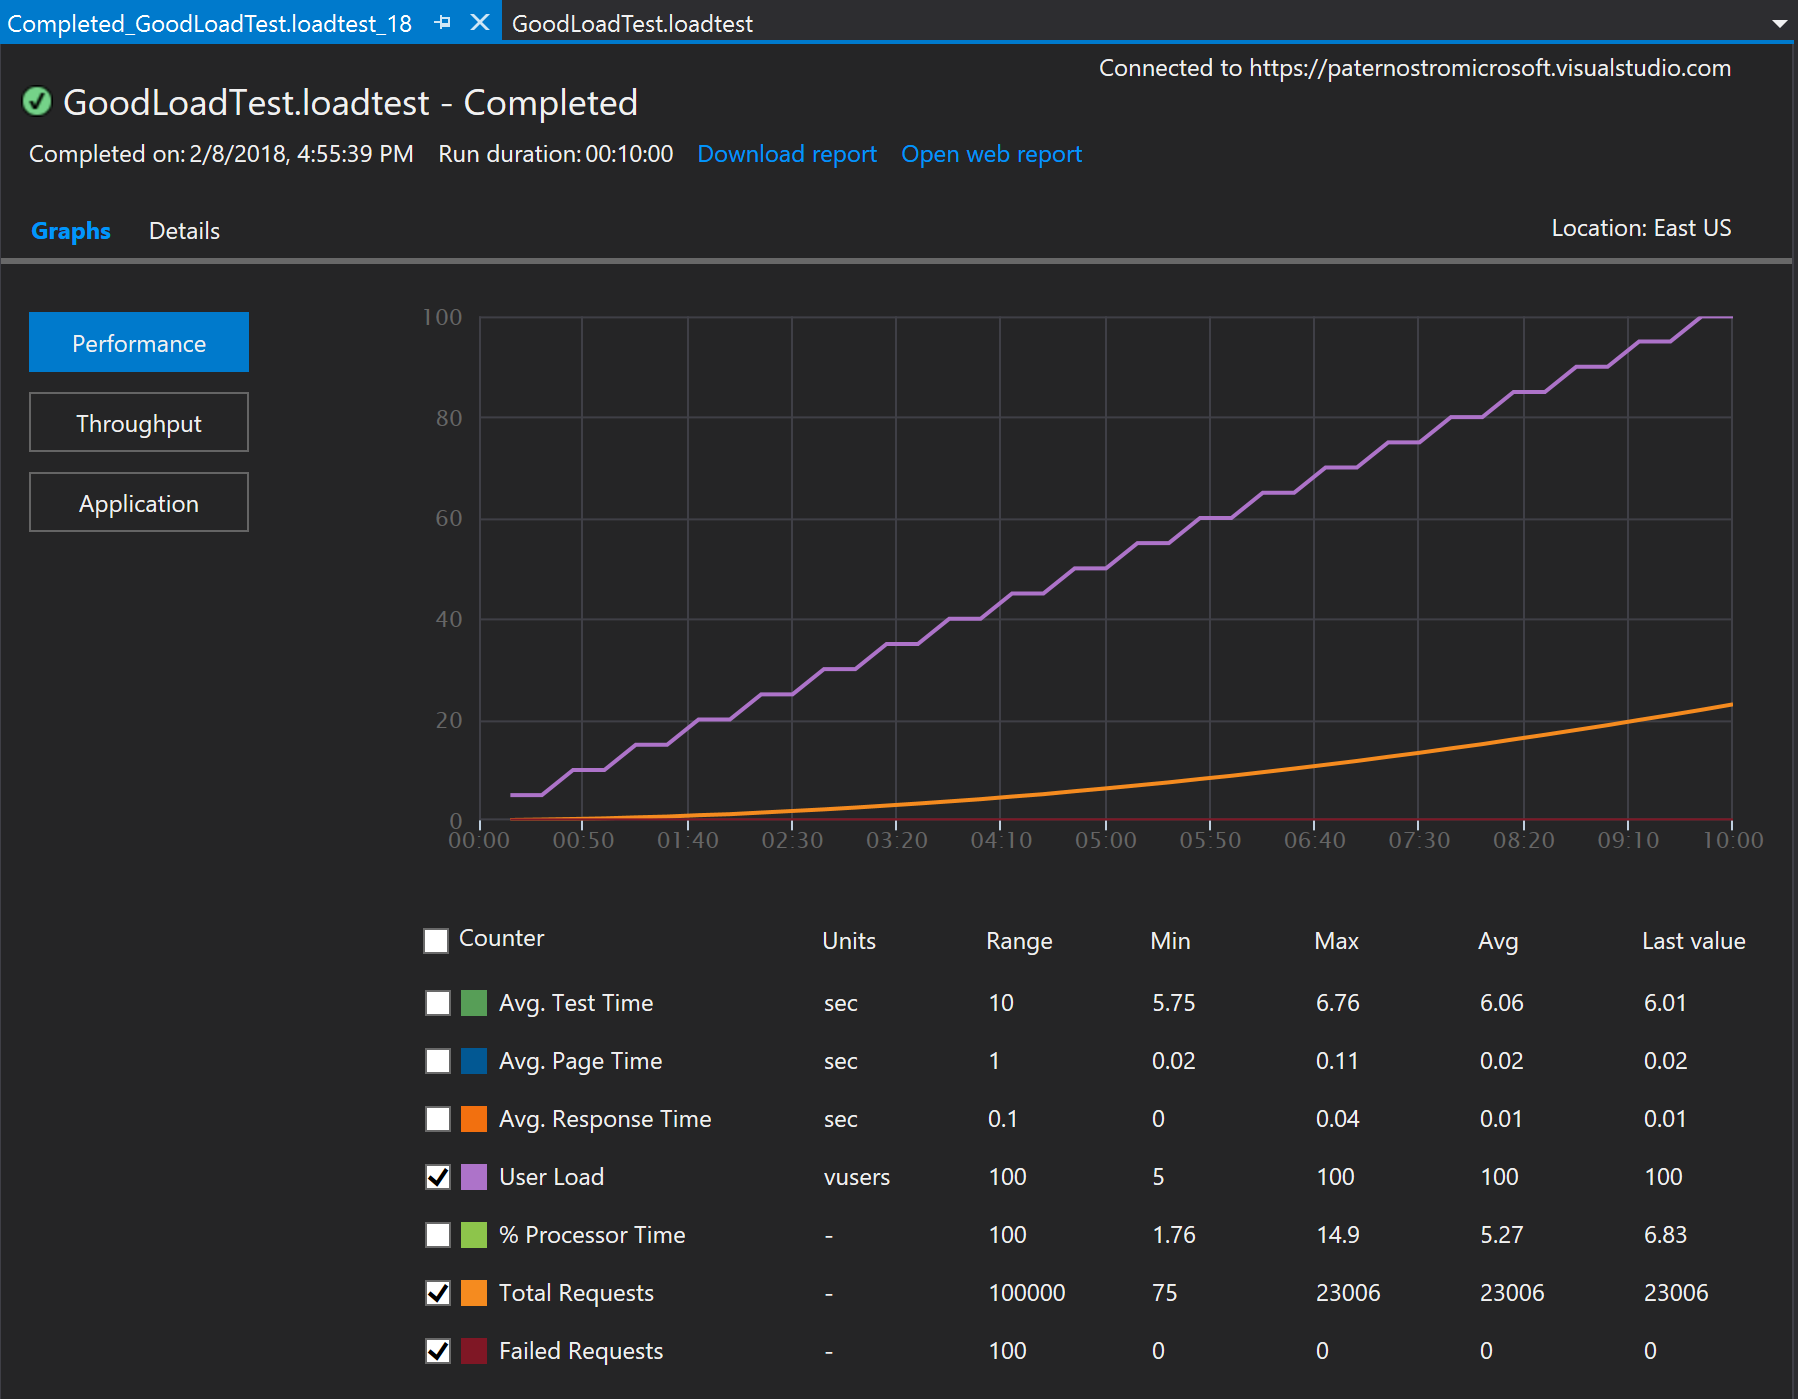 Completed_GoodLoadTest.loadtest_18 GoodLoadTest.loadtest
Connected to https://paternostromicrosoft.visualstudio.com
GoodLoadTest.loadtest - Completed
Completed on: 2/8/2018, 4:55:39 PM Run duration: 00:10:00 Download report Open web report
Graphs Details Location: East US
Performance
Throughput
Application
100
80
60
40
20
0
00:00 00:50 01:40 02:30 03:20 04:10 05:00 05:50 06:40 07:30 08:20 09:10 10:00
Counter Units Range Min Max Avg Last value
Avg. Test Time sec 10 5.75 6.76 6.06 6.01
Avg. Page Time sec 1 0.02 0.11 0.02 0.02
Avg. Response Time sec 0.1 0 0.04 0.01 0.01
User Load vusers 100 5 100 100 100
% Processor Time - 100 1.76 14.9 5.27 6.83
Total Requests - 100000 75 23006 23006 23006
Failed Requests - 100 0 0 0 0